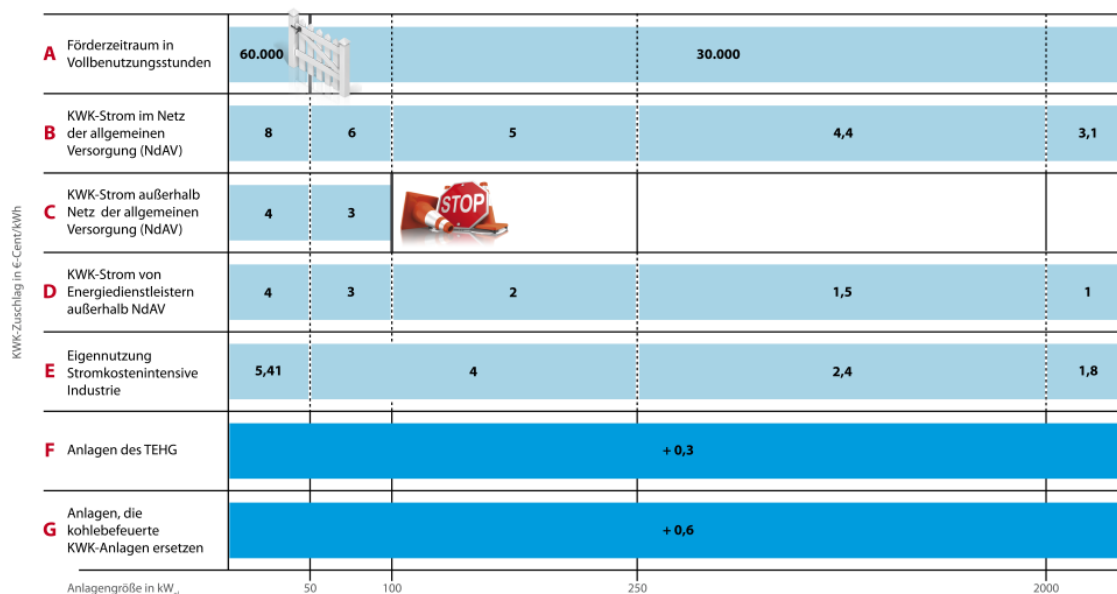 A Förderzeitraum in
Vollbenutzungsstunden
60.000 30.000
B KWK-Strom im Netz
der allgemeinen
Versorgung (NdAV)
8 6 5 4,4 3,1
C KWK-Strom außerhalb
Netz der allgemeinen
Versorgung (NdAV)
4 3 STOP
D KWK-Strom von
Energiedienstleistern
außerhalb NdAV
4 3 2 1,5 1
E Eigennutzung
Stromkostenintensive
Industrie
5,41 4 2,4 1,8
F Anlagen des TEHG
+ 0,3
G Anlagen, die
kohlebefeuerte
KWK-Anlagen ersetzen
+ 0,6
KWK-Zuschlag in €-Cent/kWh
Anlagengröße in kWel 50 100 250 2000